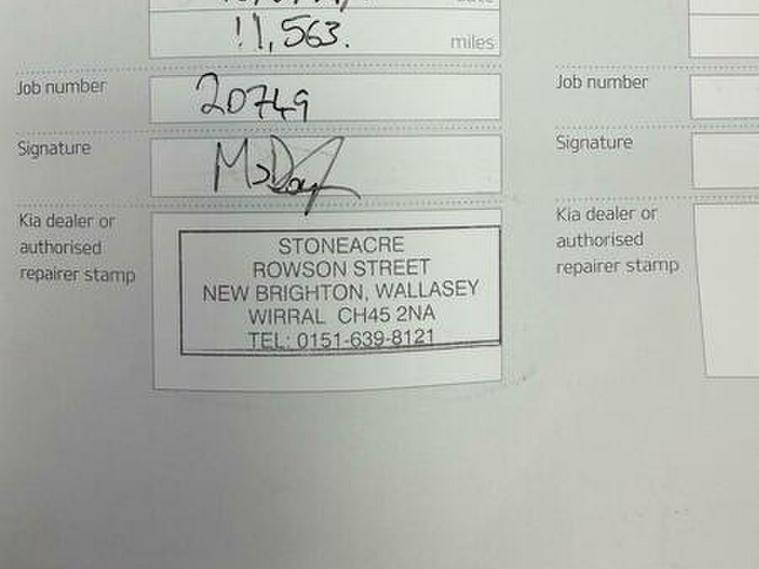 11,563. miles
Job number 20749 Job number
Signature Signature
Kia dealer or
authorised
repairer stamp
STONEACRE
ROWSON STREET
NEW BRIGHTON, WALLASEY
WIRRAL CH45 2NA
TEL: 0151-639-8121
Kia dealer or
authorised
repairer stamp